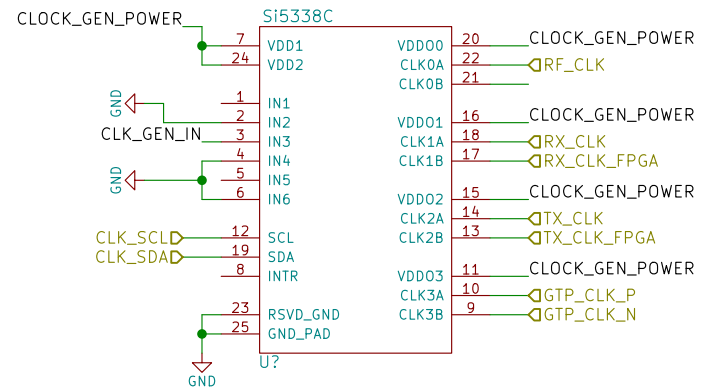 CLOCK_GEN_POWER
Si5338C
7 VDD1
24 VDD2
VDDO0 20 CLOCK_GEN_POWER
CLK0A 22 RF_CLK
CLK0B 21
GND
1 IN1
2 IN2
CLK_GEN_IN 3 IN3
GND
4 IN4
5 IN5
6 IN6
VDDO1 16 CLOCK_GEN_POWER
CLK1A 18 RX_CLK
CLK1B 17 RX_CLK_FPGA
VDDO2 15 CLOCK_GEN_POWER
CLK2A 14 TX_CLK
CLK2B 13 TX_CLK_FPGA
CLK_SCL 12 SCL
CLK_SDA 19 SDA
8 INTR
VDDO3 11 CLOCK_GEN_POWER
CLK3A 10 GTP_CLK_P
CLK3B 9 GTP_CLK_N
23 RSVD_GND
25 GND_PAD
U?
GND